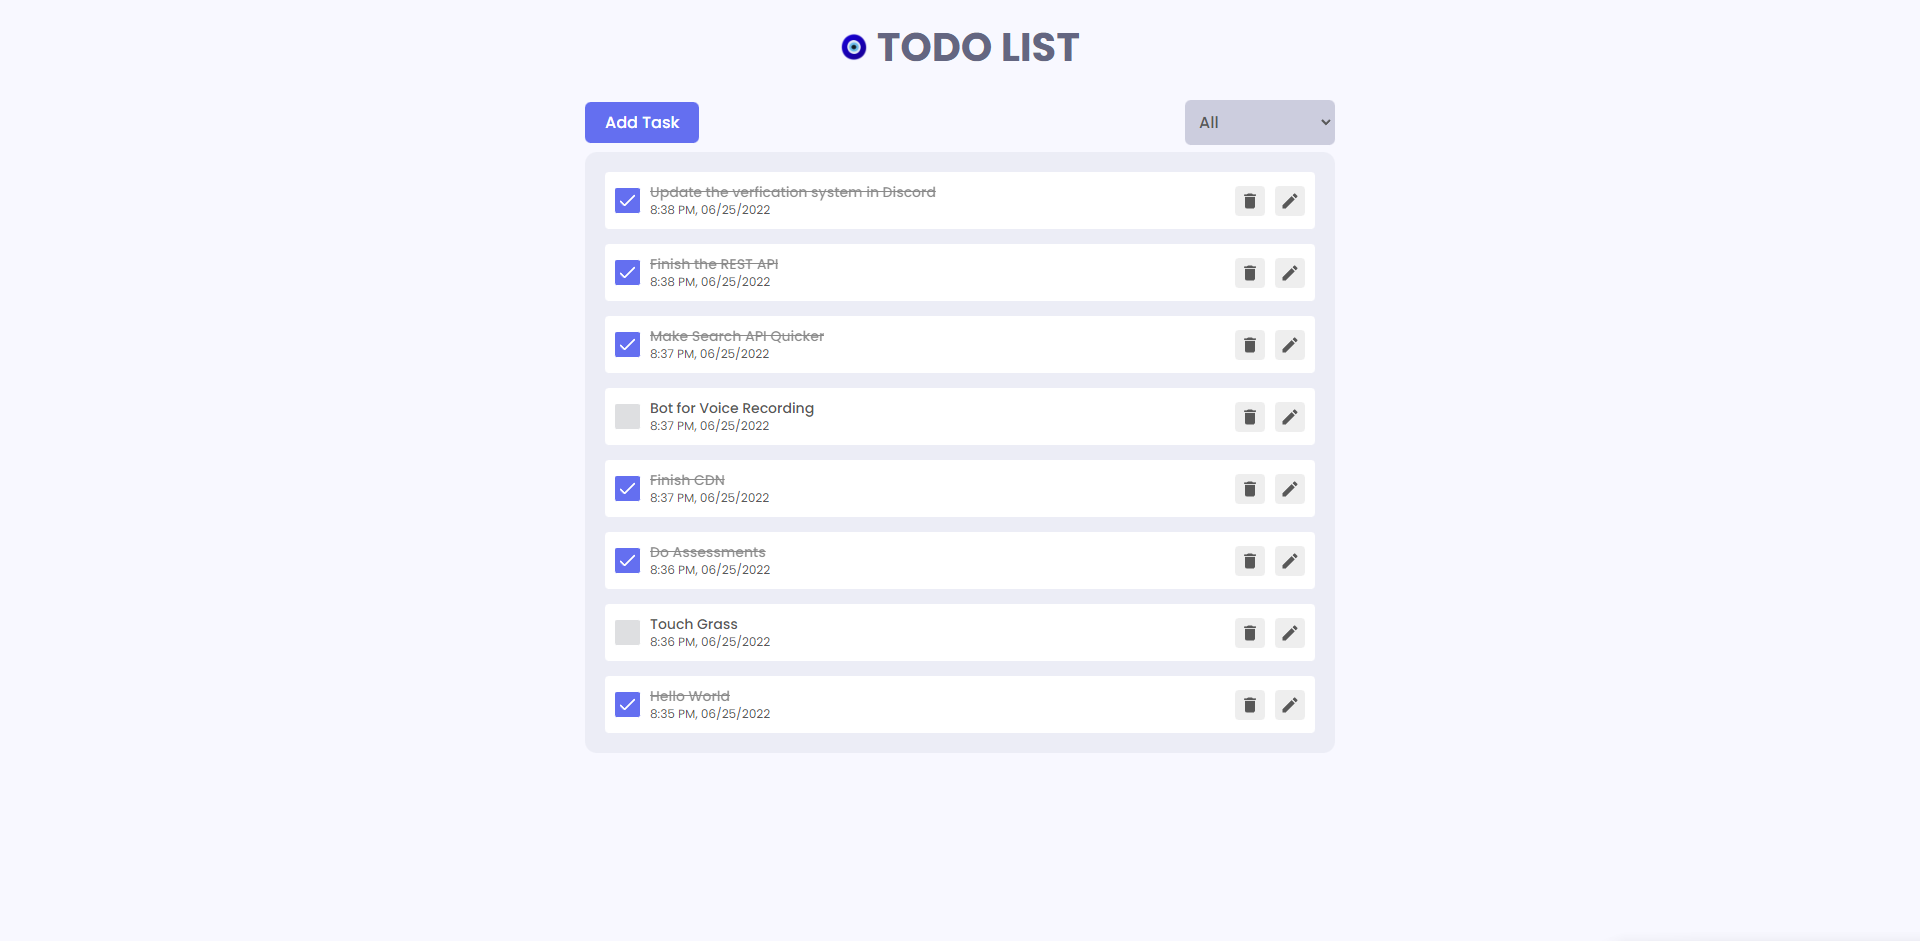 TODO LIST
Add Task
All
Update the verfication system in Discord
8:38 PM, 06/25/2022
Finish the REST API
8:38 PM, 06/25/2022
Make Search API Quicker
8:37 PM, 06/25/2022
Bot for Voice Recording
8:37 PM, 06/25/2022
Finish CDN
8:37 PM, 06/25/2022
Do Assessments
8:36 PM, 06/25/2022
Touch Grass
8:36 PM, 06/25/2022
Hello World
8:35 PM, 06/25/2022